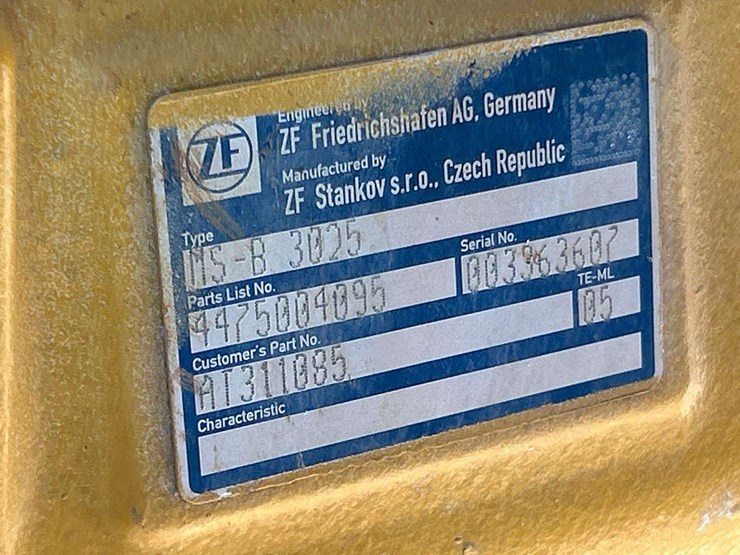 ZF
Engineered by
ZF Friedrichshafen AG, Germany
Manufactured by
ZF Stankov s.r.o., Czech Republic
Type
MS-B 3025
Parts List No.
Serial No.
4475004095
003963607
Customer's Part No.
TE-ML
AT311085
05
Characteristic